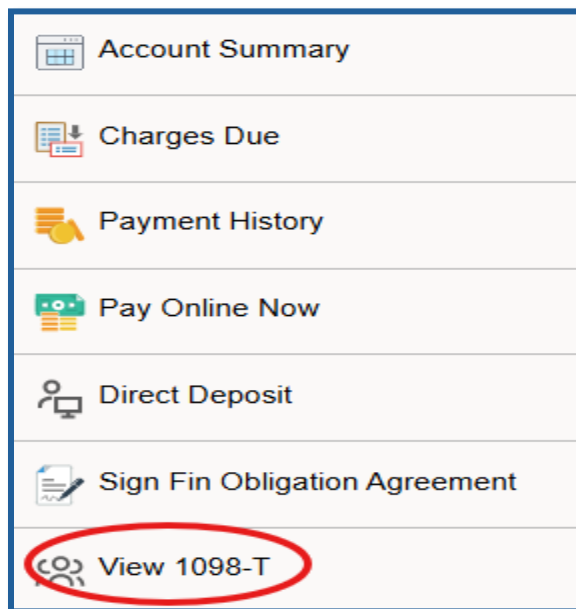 Account Summary
Charges Due
Payment History
Pay Online Now
Direct Deposit
Sign Fin Obligation Agreement
View 1098-T